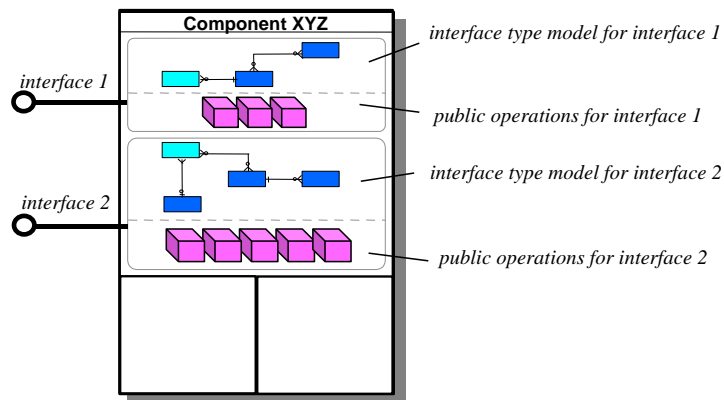 Component XYZ
interface type model for interface 1
interface 1
public operations for interface 1
interface type model for interface 2
interface 2
public operations for interface 2